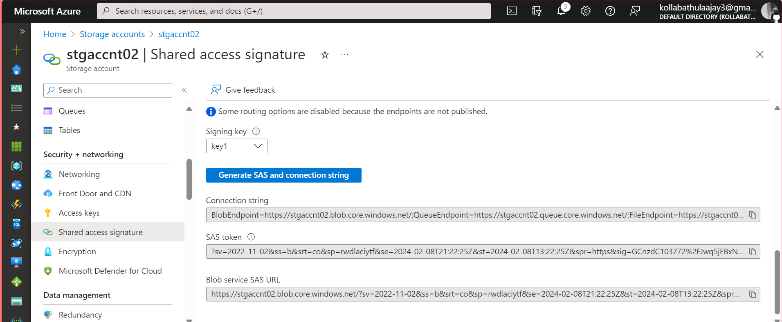 Microsoft Azure
Search resources, services, and docs (G+/)
3
kollabathulaajay3@gma...
DEFAULT DIRECTORY (KOLLABAT...
Home > Storage accounts > stgaccnt02
stgaccnt02 | Shared access signature
Storage account
Search
Give feedback
Queues
Tables
Security + networking
Networking
Front Door and CDN
Access keys
Shared access signature
Encryption
Microsoft Defender for Cloud
Data management
Redundancy
Some routing options are disabled because the endpoints are not published.
Signing key
key1
Generate SAS and connection string
Connection string
BlobEndpoint=https://stgaccnt02.blob.core.windows.net/;QueueEndpoint=https://stgaccnt02.queue.core.windows.net/;FileEndpoint=https://stgaccnt0...
SAS token
?sv=2022-11-02&ss=b&srt=co&sp=rwdlaciytf&se=2024-02-08T21:22:25Z&st=2024-02-08T13:22:25Z&spr=https&sig=GCnzdC103772%2FJwq5jFBxN...
Blob service SAS URL
https://stgaccnt02.blob.core.windows.net/?sv=2022-11-02&ss=b&srt=co&sp=rwdlaciytf&se=2024-02-08T21:22:25Z&st=2024-02-08T13:22:25Z&spr...